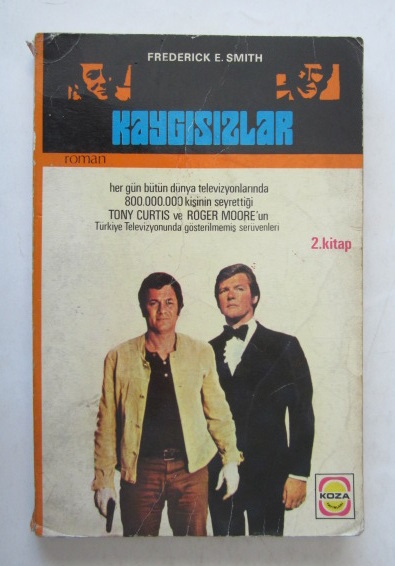 FREDERICK E. SMITH
KAYGISIZLAR
roman
her gün bütün dünya televizyonlarında
800.000.000 kişinin seyrettiği
TONY CURTIS ve ROGER MOORE'un
Türkiye Televizyonunda gösterilmemiş serüvenleri
2.kitap
KOZA